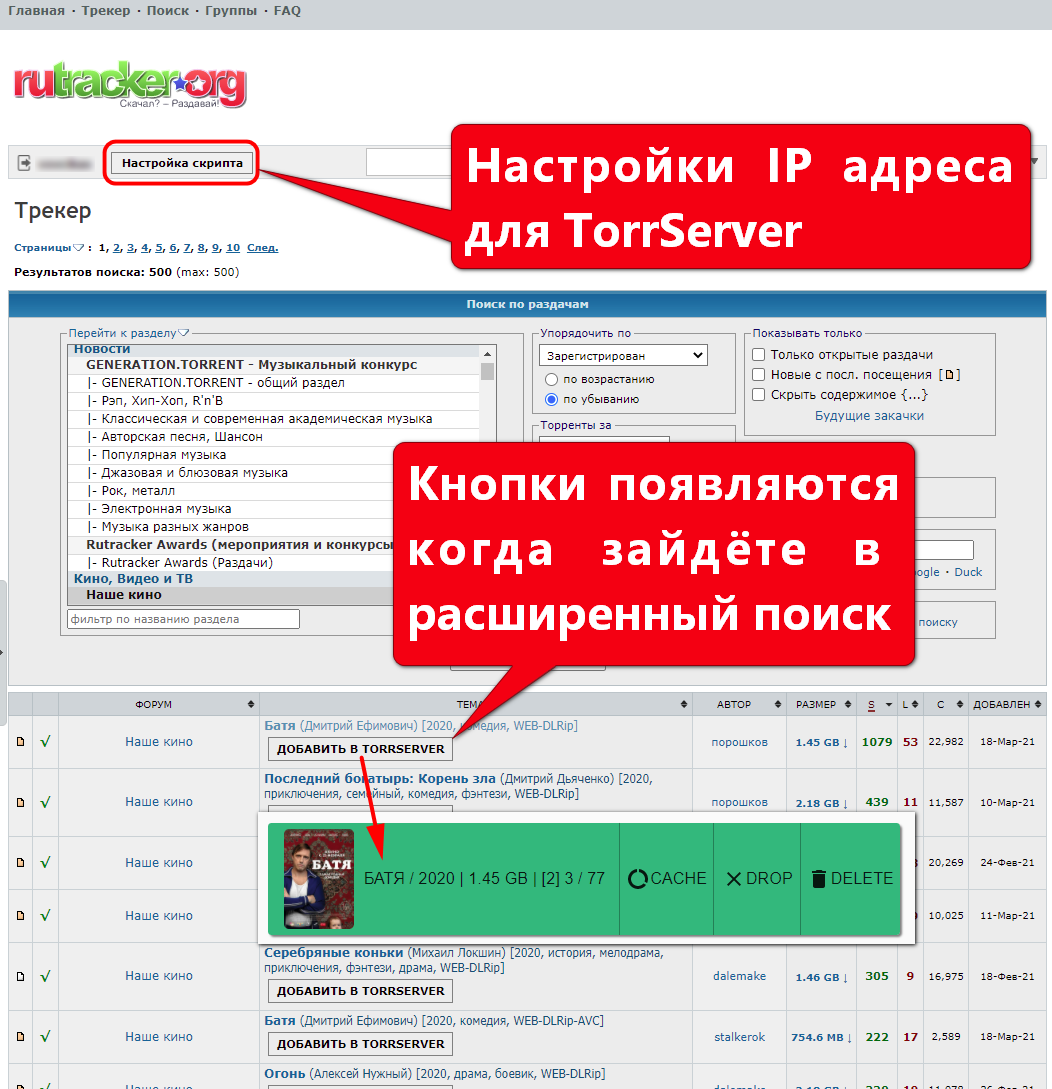 Главная · Трекер · Поиск · Группы · FAQ
rutracker.org
Скачал? – Раздавай!
Настройка скрипта
Настройки IP адреса
для TorrServer
Трекер
Страницы : 1, 2, 3, 4, 5, 6, 7, 8, 9, 10 След.
Результатов поиска: 500 (max: 500)
Поиск по раздачам
Перейти к разделу
Новости
GENERATION.TORRENT - Музыкальный конкурс
|- GENERATION.TORRENT - общий раздел
|- Рэп, Хип-Хоп, R'n'B
|- Классическая и современная академическая музыка
|- Авторская песня, Шансон
|- Популярная музыка
|- Джазовая и блюзовая музыка
|- Рок, металл
|- Электронная музыка
|- Музыка разных жанров
Rutracker Awards (мероприятия и конкурсы
|- Rutracker Awards (Раздачи)
Кино, Видео и ТВ
Наше кино
фильтр по названию раздела
Упорядочить по
Зарегистрирован
по возрастанию
по убыванию
Торренты за
Показывать только
Только открытые раздачи
Новые с посл. посещения []
Скрыть содержимое {...}
Будущие закачки
Кнопки появляются
когда зайдёте в
расширенный поиск
ogle · Duck
поиску
ФОРУМ ТЕМА АВТОР РАЗМЕР S L C ДОБАВЛЕН
√ Наше кино Батя (Дмитрий Ефимович) [2020, комедия, WEB-DLRip] порошков 1.45 GB ↓ 1079 53 22,982 18-Мар-21
ДОБАВИТЬ В TORRSERVER
√ Наше кино Последний богатырь: Корень зла (Дмитрий Дьяченко) [2020,
приключения, семейный, комедия, фэнтези, WEB-DLRip] порошков 2.18 GB ↓ 439 11 11,587 10-Мар-21
√ Наше кино 20,269 24-Фев-21
БАТЯ
БАТЯ / 2020 | 1.45 GB | [2] 3 / 77 CACHE DROP DELETE
√ Наше кино 10,025 11-Мар-21
√ Наше кино Серебряные коньки (Михаил Локшин) [2020, история, мелодрама,
приключения, фэнтези, драма, WEB-DLRip] dalemake 1.46 GB ↓ 305 9 16,975 18-Фев-21
ДОБАВИТЬ В TORRSERVER
√ Наше кино Батя (Дмитрий Ефимович) [2020, комедия, WEB-DLRip-AVC] stalkerok 754.6 MB ↓ 222 17 2,589 18-Мар-21
ДОБАВИТЬ В TORRSERVER
Огонь (Алексей Нужный) [2020, драма, боевик, WEB-DLRip]